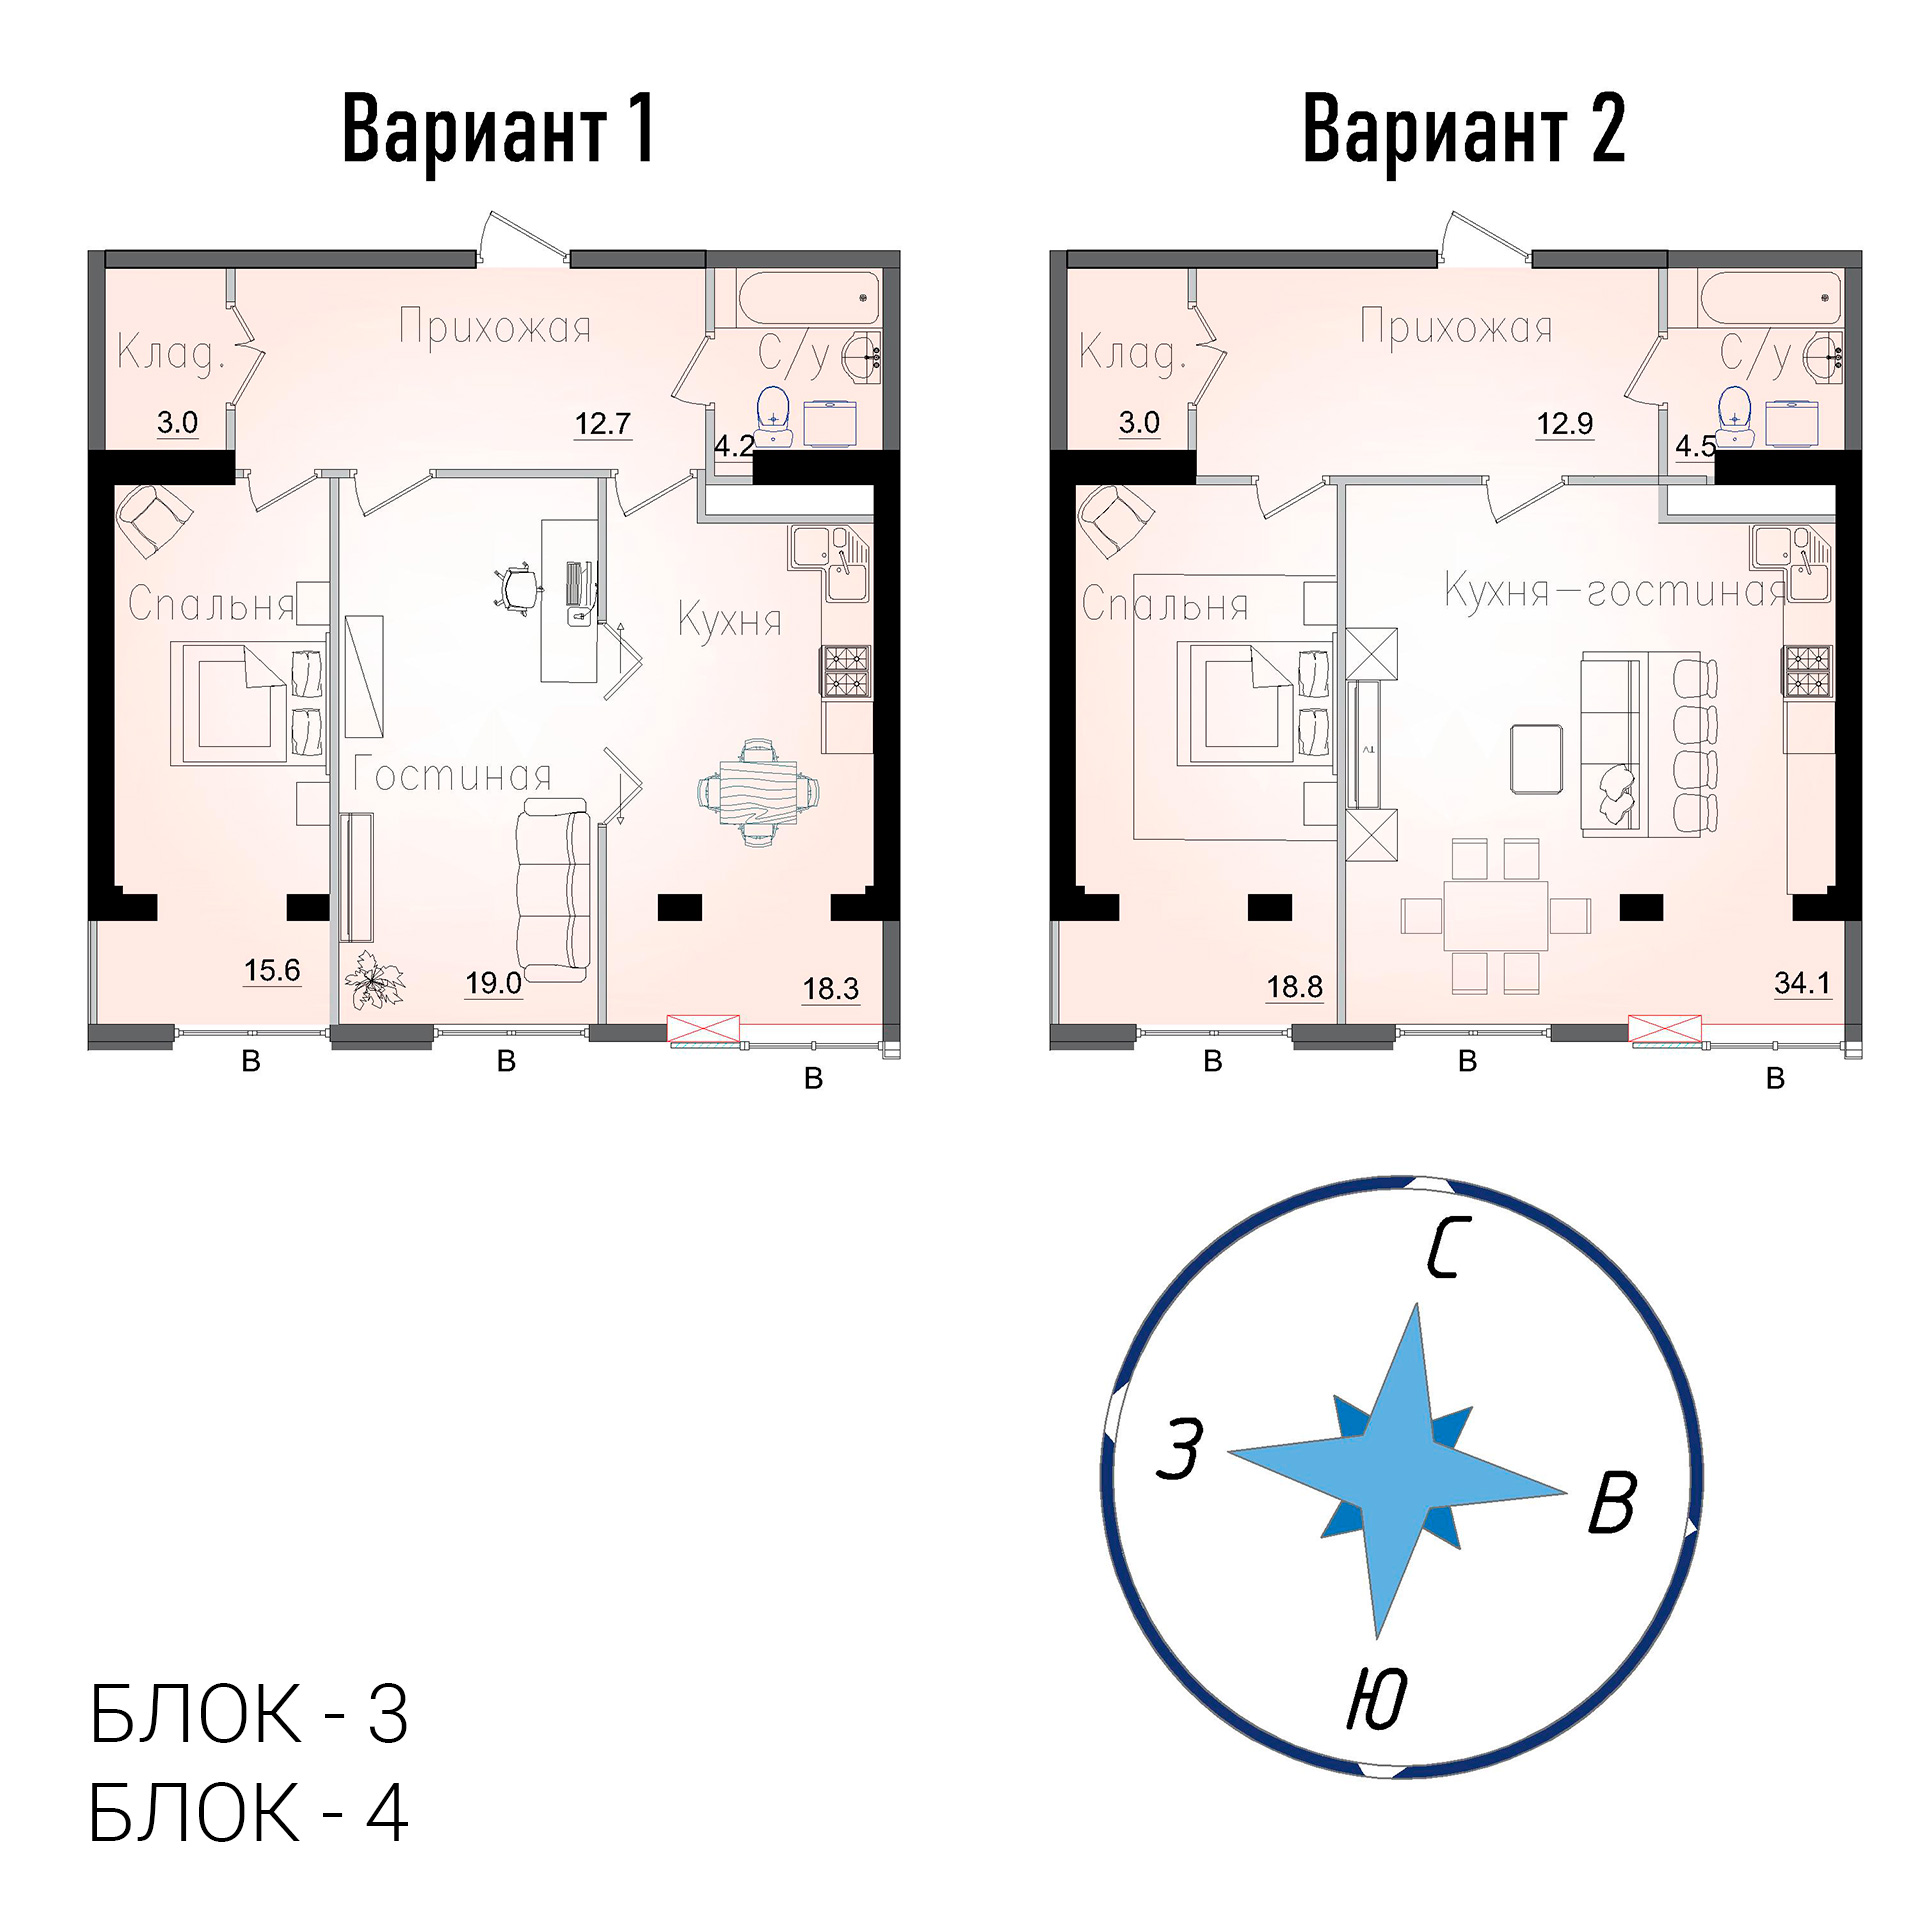 Вариант 1
Клад.
3.0
Прихожая
12.7
С/у
4.2
Спальня
15.6
Гостиная
19.0
Кухня
18.3
В
В
В
Вариант 2
Клад.
3.0
Прихожая
12.9
С/у
4.5
Спальня
18.8
Кухня-гостиная
TV
34.1
В
В
В
С
З
В
Ю
БЛОК - 3
БЛОК - 4